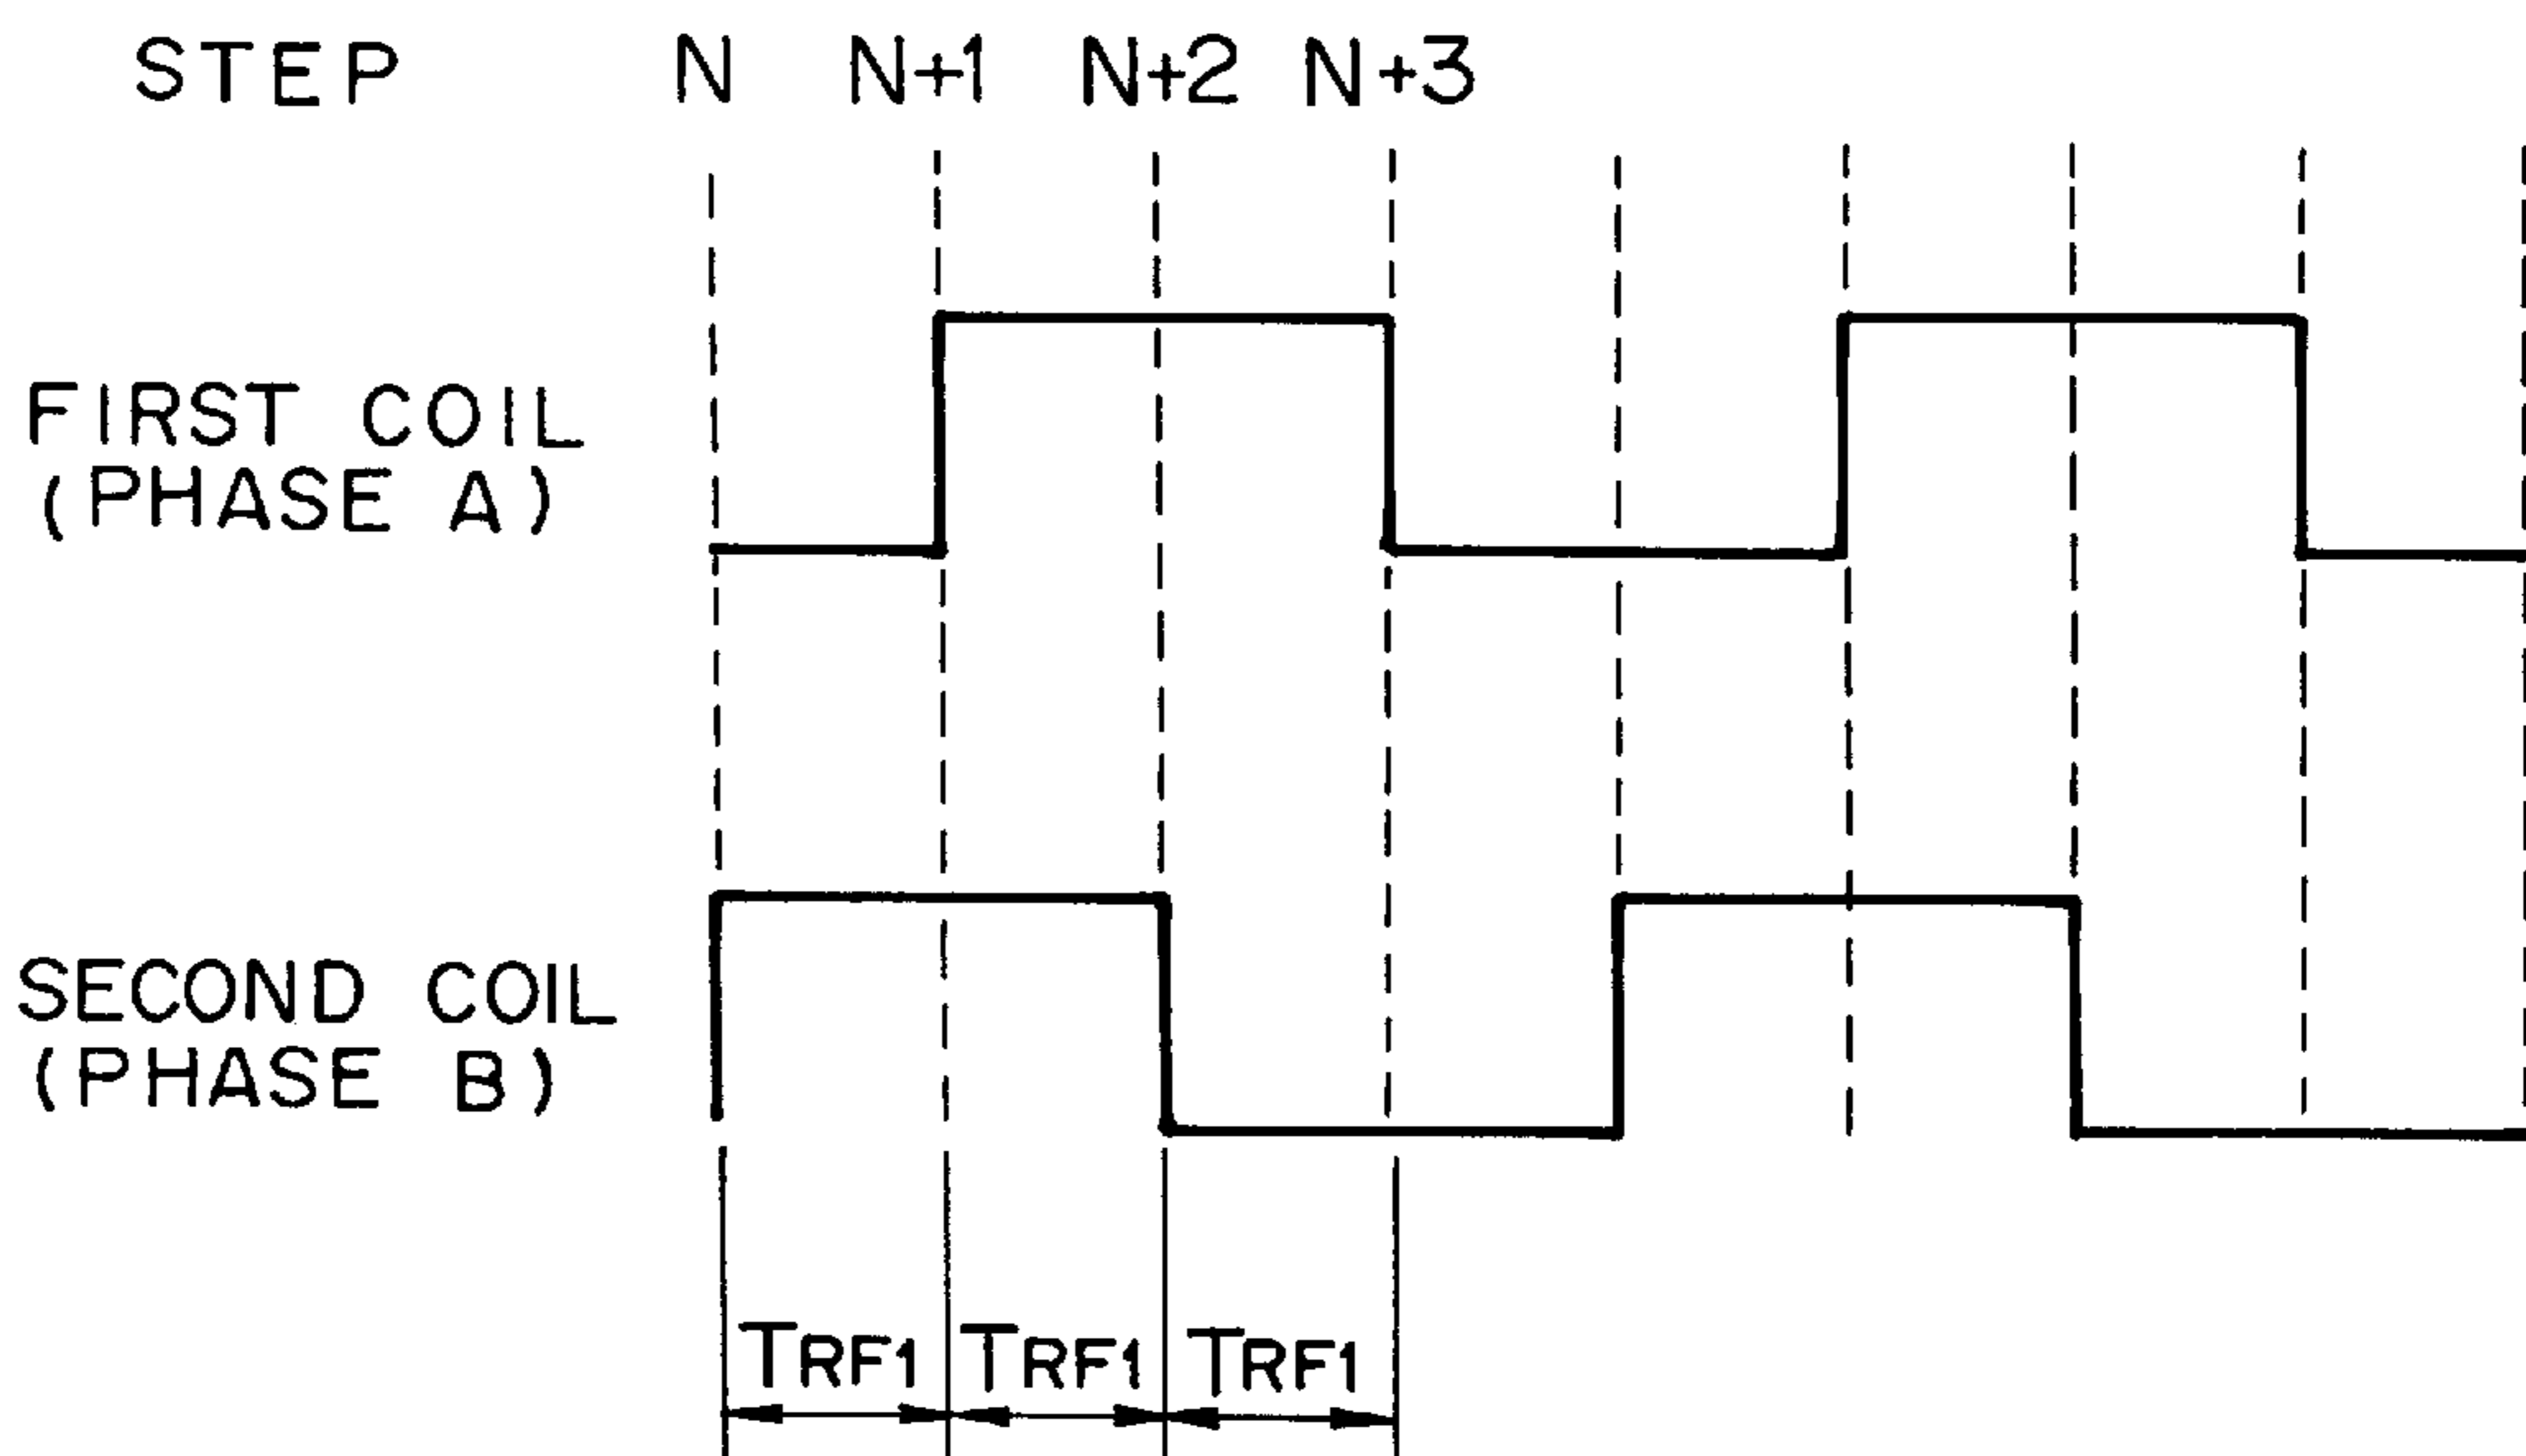 STEP N N+1 N+2 N+3
FIRST COIL
(PHASE A)
SECOND COIL
(PHASE B)
TRF1 TRF1 TRF1